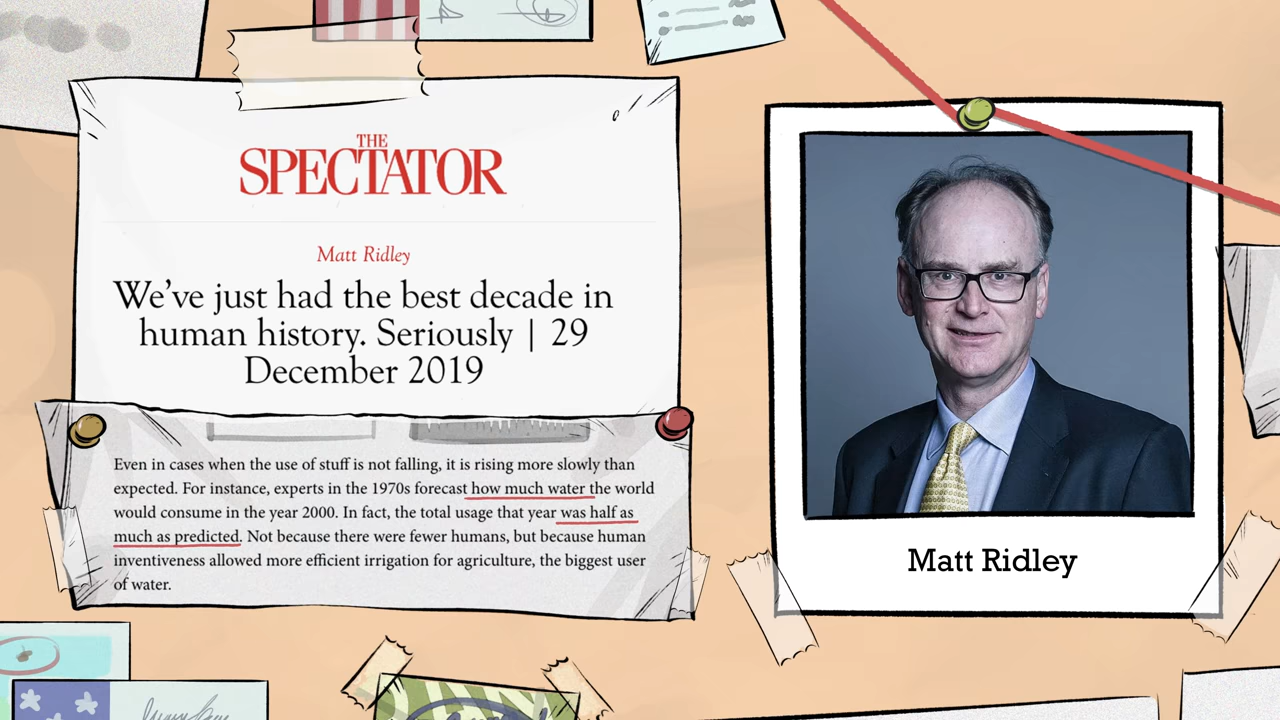 THE
SPECTATOR
Matt Ridley
We've just had the best decade in
human history. Seriously | 29
December 2019
Even in cases when the use of stuff is not falling, it is rising more slowly than
expected. For instance, experts in the 1970s forecast how much water the world
would consume in the year 2000. In fact, the total usage that year was half as
much as predicted. Not because there were fewer humans, but because human
inventiveness allowed more efficient irrigation for agriculture, the biggest user
of water.
Matt Ridley